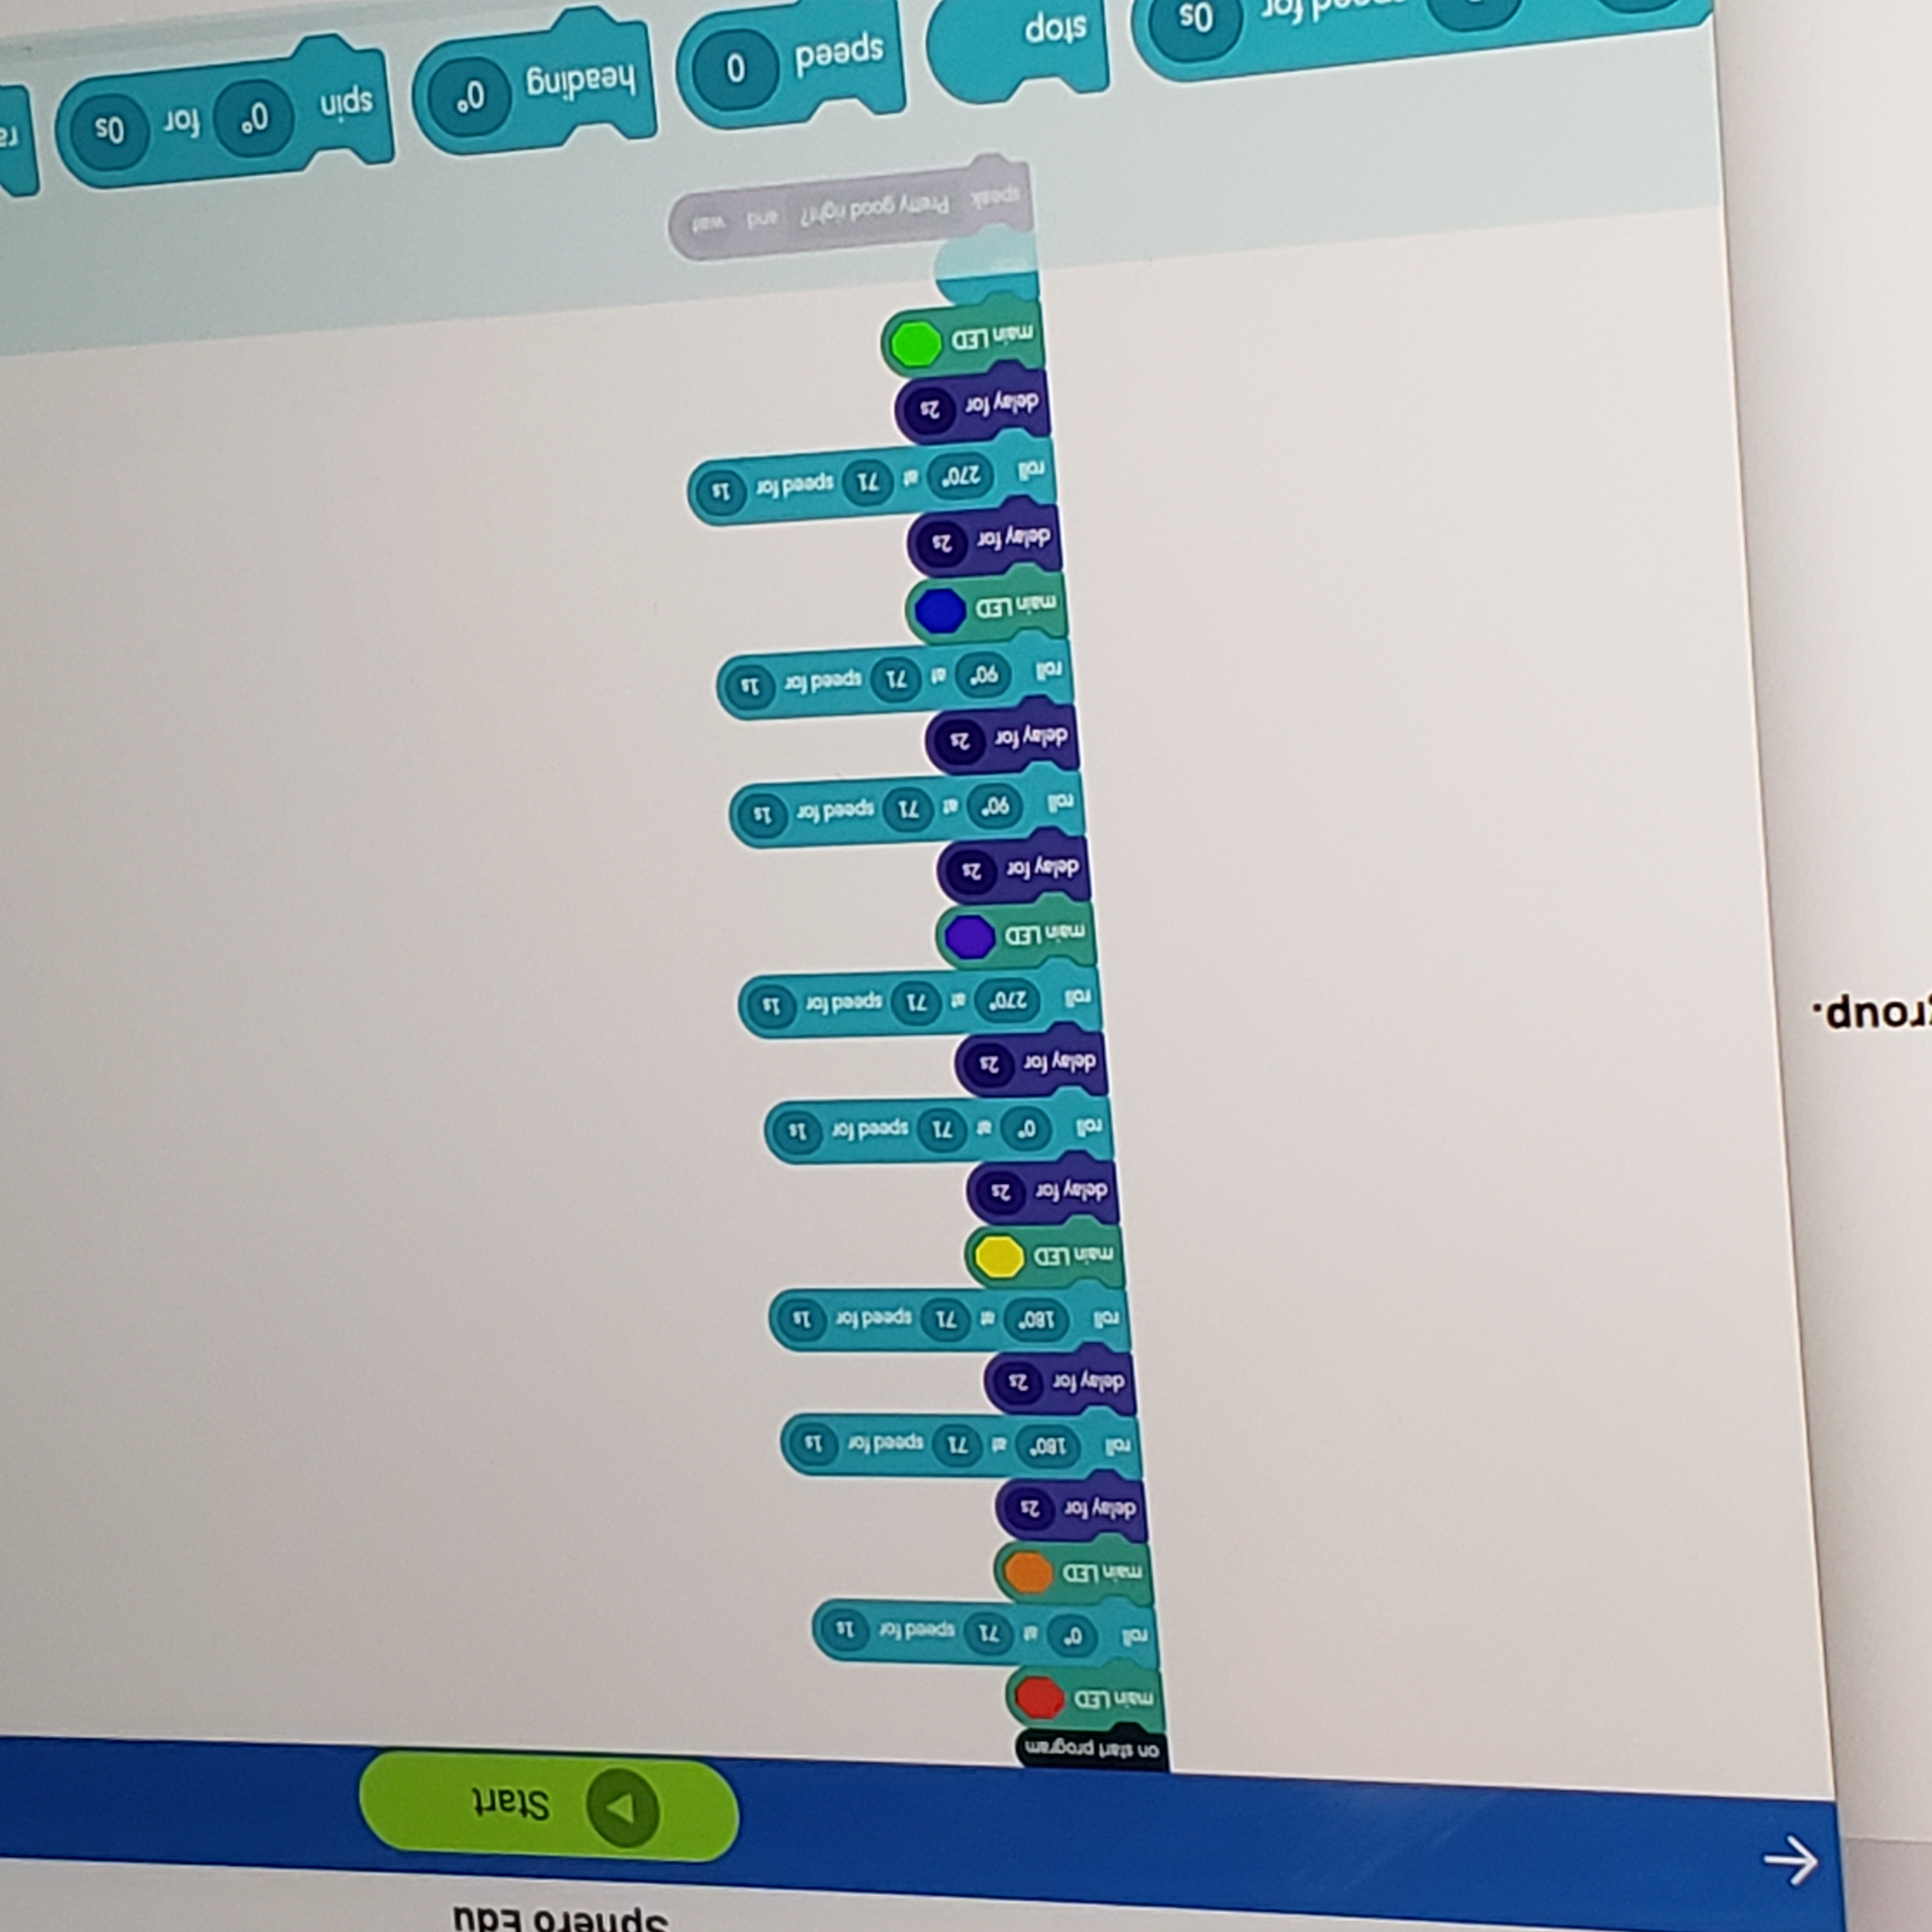 Sphero Edu
Start
on start program
main LED
roll 0° at 71 speed for 1s
main LED
delay for 2s
roll 180° at 71 speed for 1s
delay for 2s
roll 180° at 71 speed for 1s
main LED
delay for 2s
roll 0° at 71 speed for 1s
delay for 2s
group.
roll 270° at 71 speed for 1s
main LED
delay for 2s
roll 90° at 71 speed for 1s
delay for 2s
roll 90° at 71 speed for 1s
main LED
delay for 2s
roll 270° at 71 speed for 1s
delay for 2s
main LED
speak Pretty good right? and wait
speed for 0s stop speed 0 heading 0° spin 0° for 0s